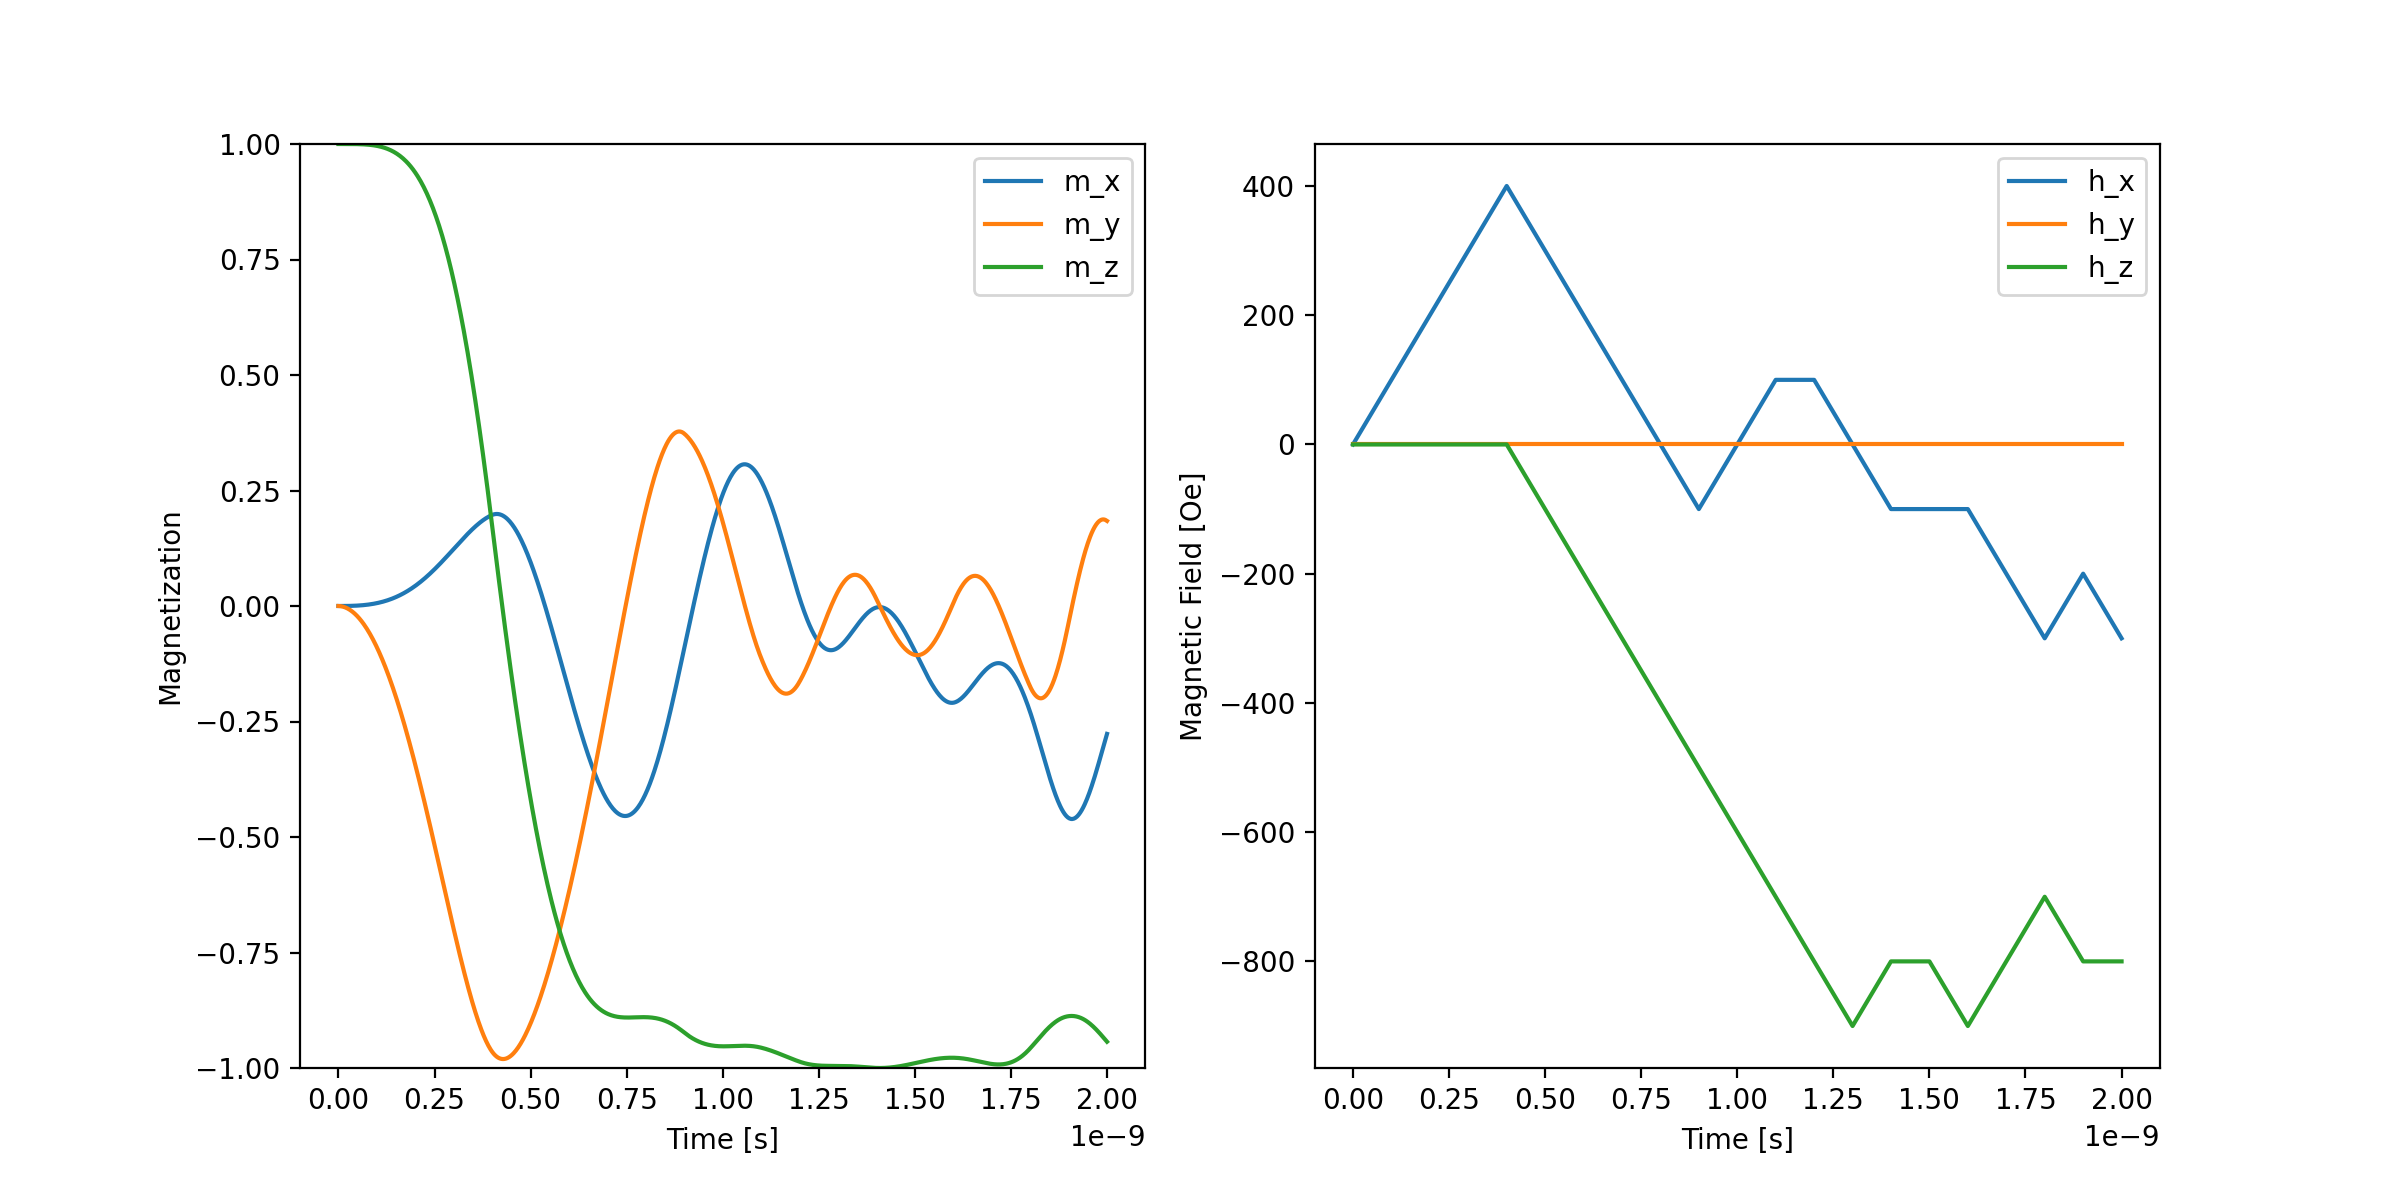 Magnetization
1.00
0.75
0.50
0.25
0.00
−0.25
−0.50
−0.75
−1.00
m_x
m_y
m_z
0.00 0.25 0.50 0.75 1.00 1.25 1.50 1.75 2.00
Time [s]
1e−9
Magnetic Field [Oe]
400
200
0
−200
−400
−600
−800
h_x
h_y
h_z
0.00 0.25 0.50 0.75 1.00 1.25 1.50 1.75 2.00
Time [s]
1e−9